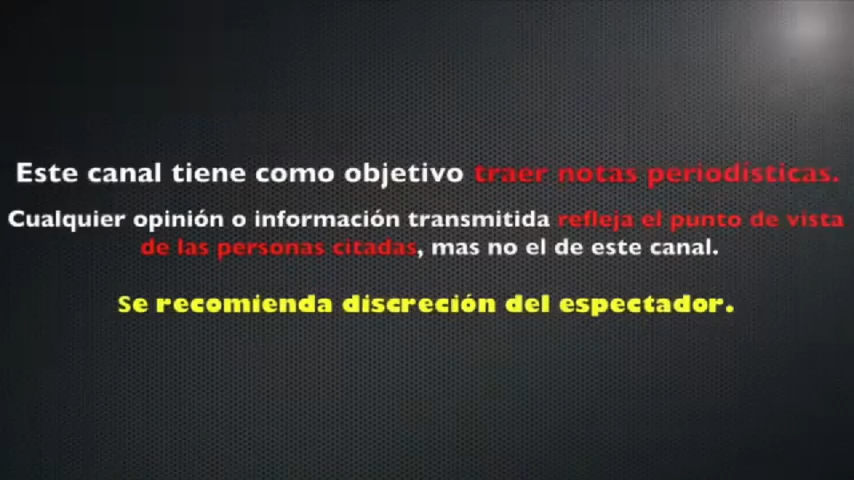 Este canal tiene como objetivo traer notas periodísticas.
Cualquier opinión o información transmitida refleja el punto de vista
de las personas citadas, mas no el de este canal.
Se recomienda discreción del espectador.